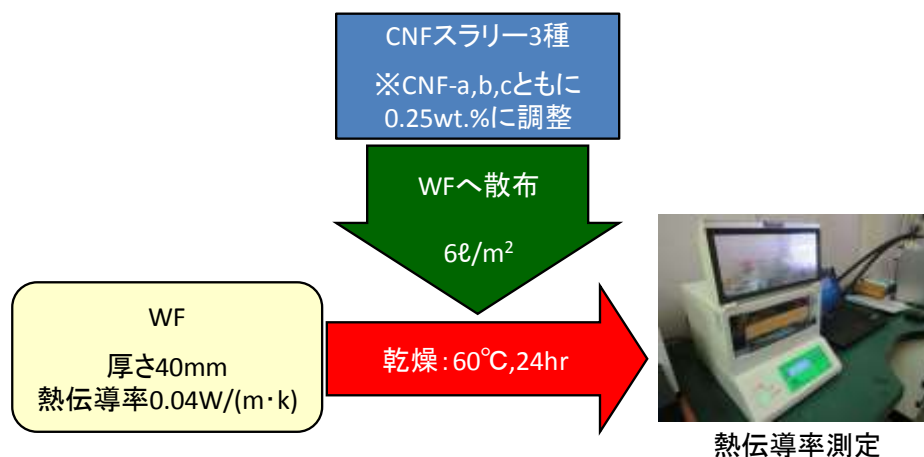 CNFスラリー3種
※CNF-a,b,cともに
0.25wt.%に調整
WFへ散布
6ℓ/m²
WF
厚さ40mm
熱伝導率0.04W/(m・k)
乾燥：60℃,24hr
熱伝導率測定